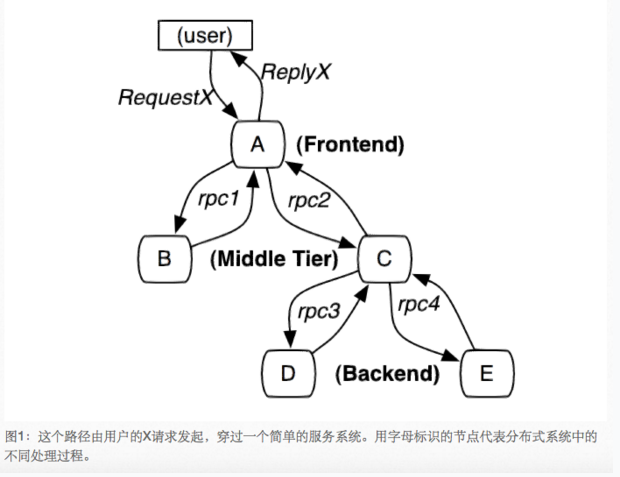 (user)
ReplyX
RequestX
A
(Frontend)
rpc1
rpc2
B
(Middle Tier)
C
rpc3
rpc4
D
(Backend)
E
图1：这个路径由用户的X请求发起，穿过一个简单的服务系统。用字母标识的节点代表分布式系统中的
不同处理过程。